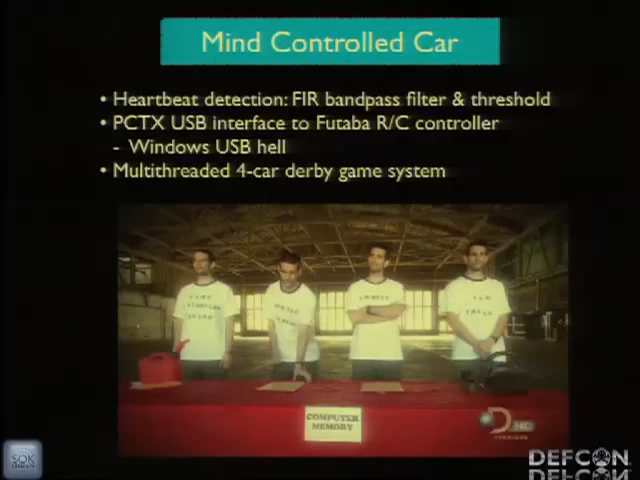 Mind Controlled Car
• Heartbeat detection: FIR bandpass filter & threshold
• PCTX USB interface to Futaba R/C controller
- Windows USB hell
• Multithreaded 4-car derby game system
COMPUTER
MEMORY
D HD
DEFCON